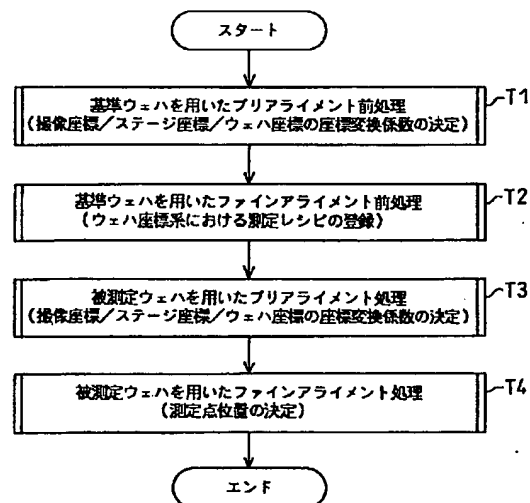 スタート
基準ウェハを用いたプリアライメント前処理
(撮像座標/ステージ座標/ウェハ座標の座標変換係数の決定)
T1
基準ウェハを用いたファインアライメント前処理
(ウェハ座標系における測定レシピの登録)
T2
被測定ウェハを用いたプリアライメント処理
(撮像座標/ステージ座標/ウェハ座標の座標変換係数の決定)
T3
被測定ウェハを用いたファインアライメント処理
(測定点位置の決定)
T4
エンド